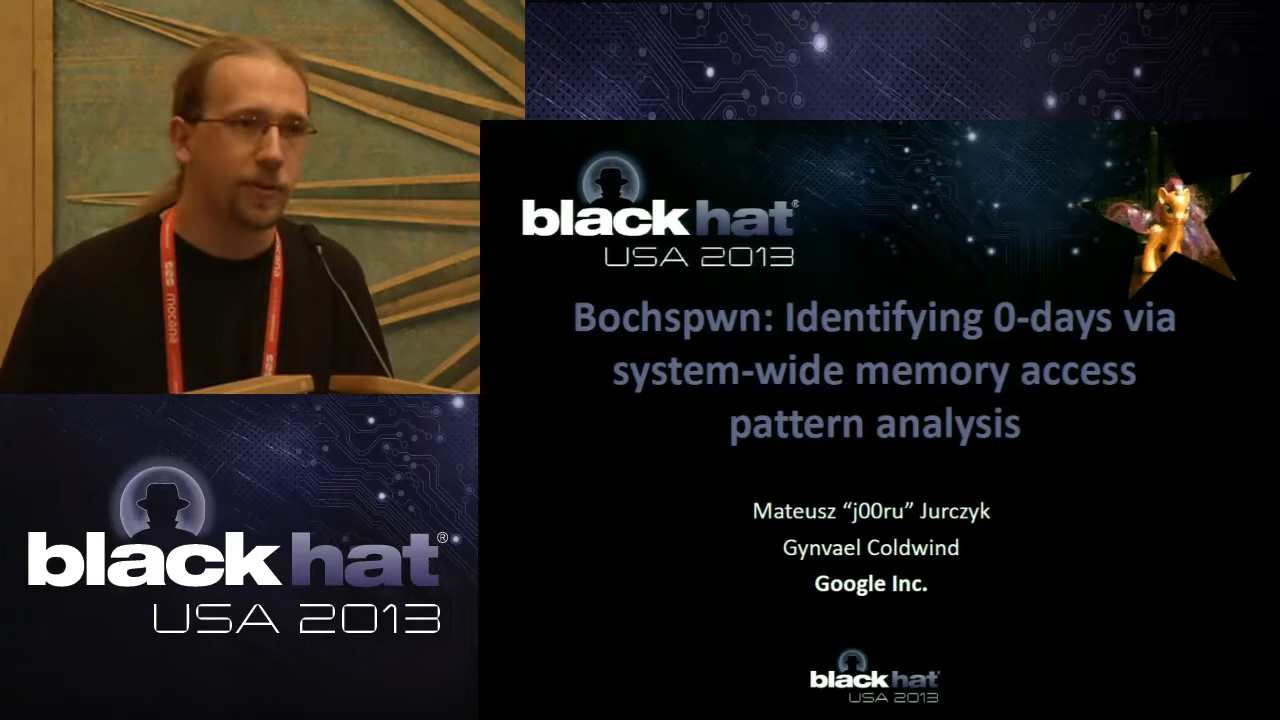 mocana
black hat®
USA 2013
Bochspwn: Identifying 0-days via
system-wide memory access
pattern analysis
Mateusz “j00ru” Jurczyk
Gynvael Coldwind
Google Inc.
black hat®
USA 2013
black hat
USA 2013